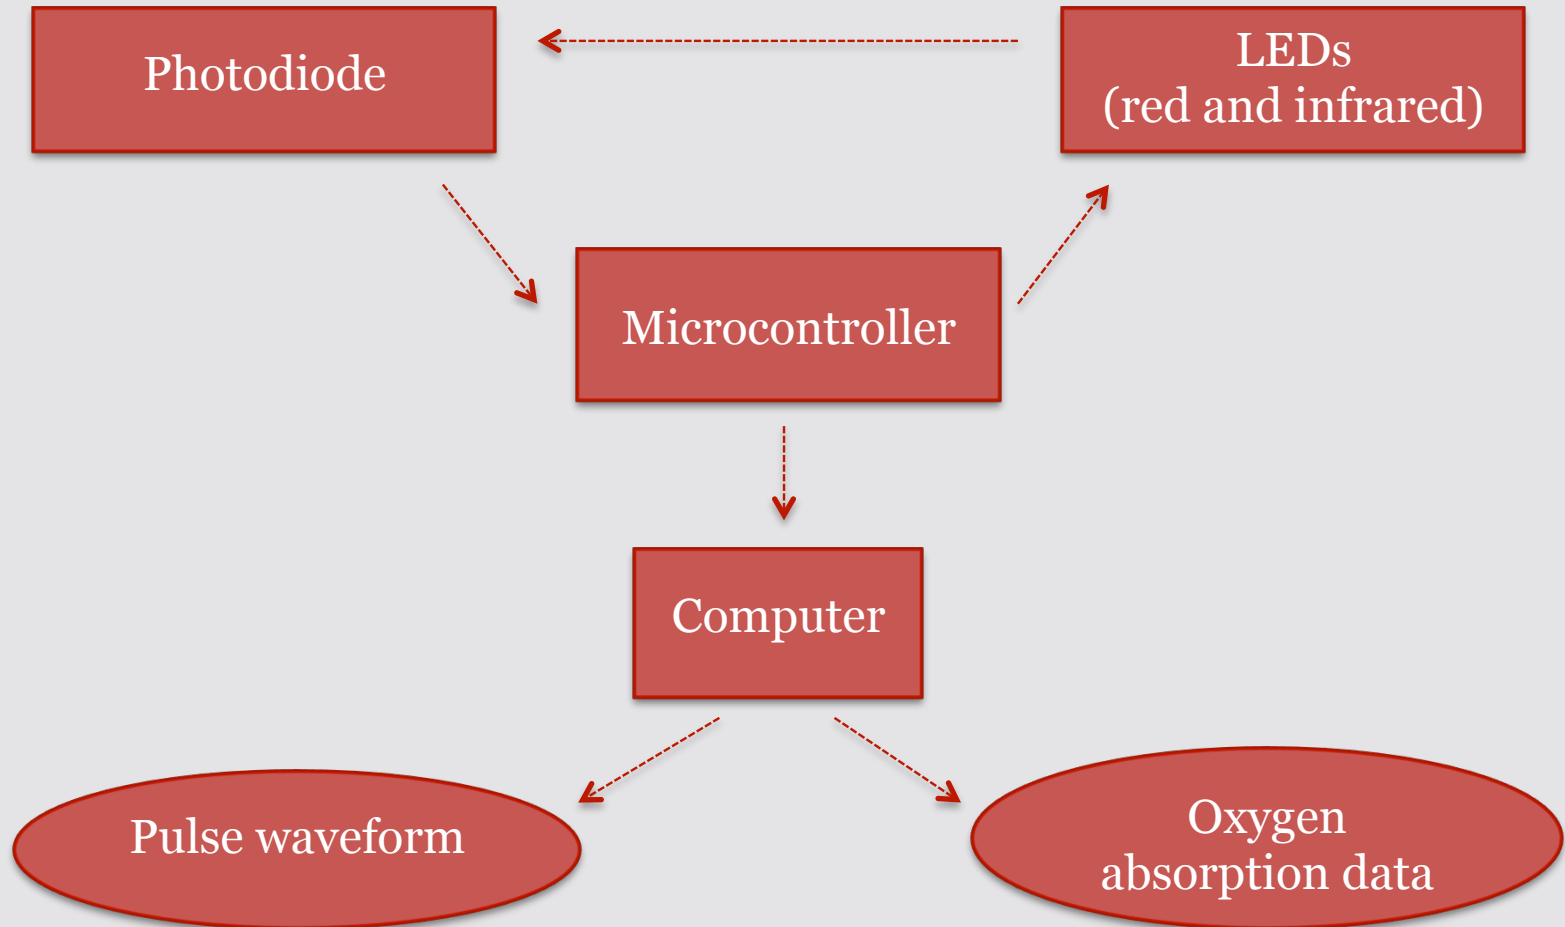 Photodiode
LEDs
(red and infrared)
Microcontroller
Computer
Pulse waveform
Oxygen
absorption data